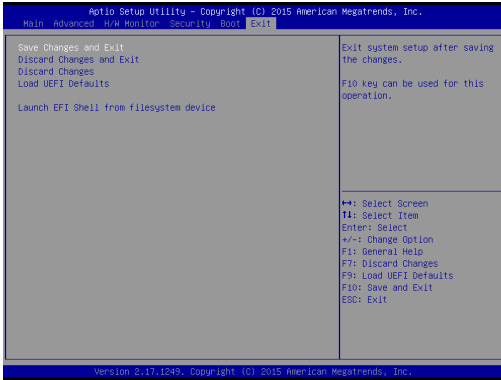 Aptio Setup Utility - Copyright (C) 2015 American Megatrends, Inc.
Main Advanced H/W Monitor Security Boot Exit
Save Changes and Exit
Discard Changes and Exit
Discard Changes
Load UEFI Defaults
Launch EFI Shell from filesystem device
Exit system setup after saving
the changes.
F10 key can be used for this
operation.
↔: Select Screen
↑↓: Select Item
Enter: Select
+/-: Change Option
F1: General Help
F7: Discard Changes
F9: Load UEFI Defaults
F10: Save and Exit
ESC: Exit
Version 2.17.1249. Copyright (C) 2015 American Megatrends, Inc.